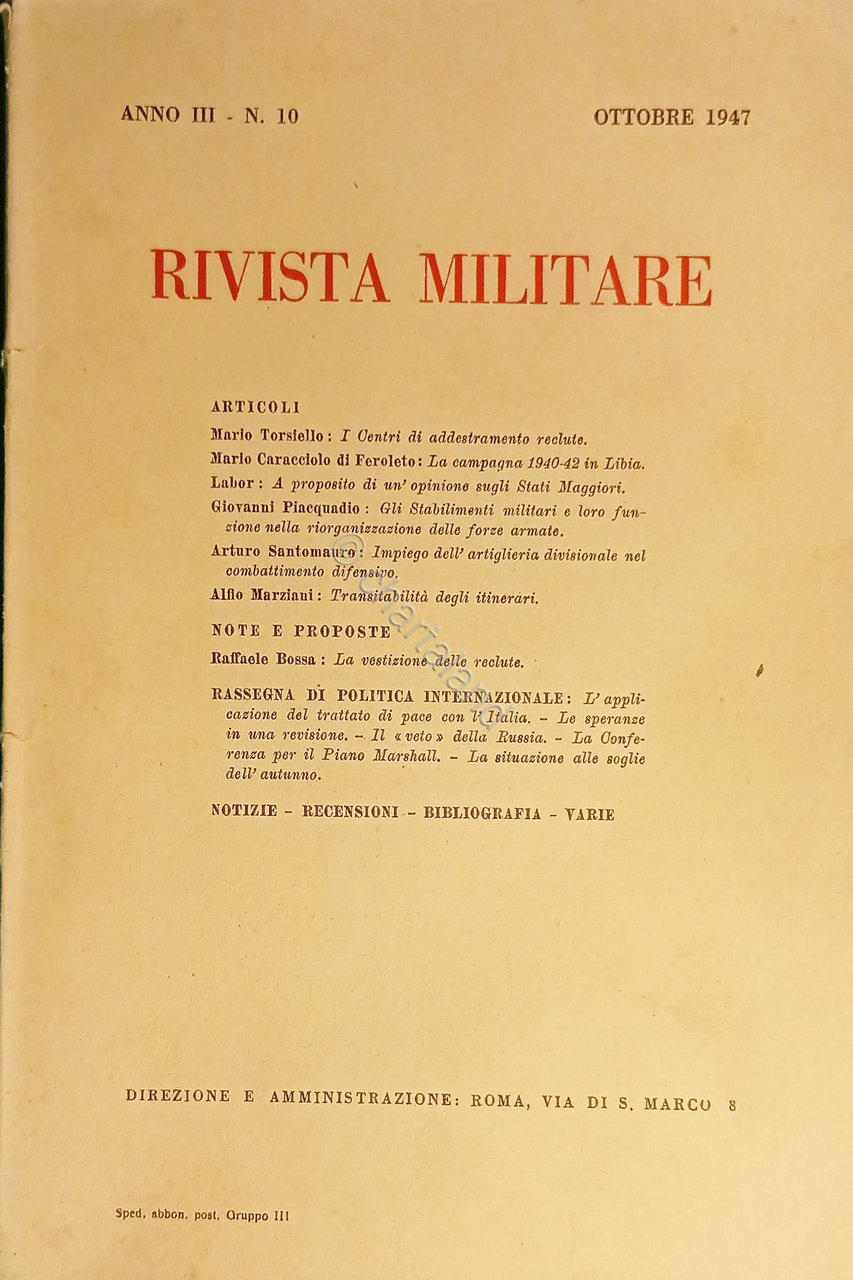 ANNO III - N. 10
OTTOBRE 1947
RIVISTA MILITARE
ARTICOLI
Mario Torsiello : I Centri di addestramento reclute.
Mario Caracciolo di Feroleto : La campagna 1940-42 in Libia.
Labor : A proposito di un' opinione sugli Stati Maggiori.
Giovanni Piacquadio : Gli Stabilimenti militari e loro fun-
zione nella riorganizzazione delle forze armate.
Arturo Santomauro : Impiego dell' artiglieria divisionale nel
combattimento difensivo.
Alfio Marziani : Transitabilità degli itinerari.
NOTE E PROPOSTE
Raffaele Bossa : La vestizione delle reclute.
RASSEGNA DI POLITICA INTERNAZIONALE : L' appli-
cazione del trattato di pace con l' Italia. - Le speranze
in una revisione. - Il « veto » della Russia. - La Confe-
renza per il Piano Marshall. - La situazione alle soglie
dell' autunno.
NOTIZIE - RECENSIONI - BIBLIOGRAFIA - VARIE
DIREZIONE E AMMINISTRAZIONE: ROMA, VIA DI S. MARCO 8
Sped. abbon. post. Gruppo III